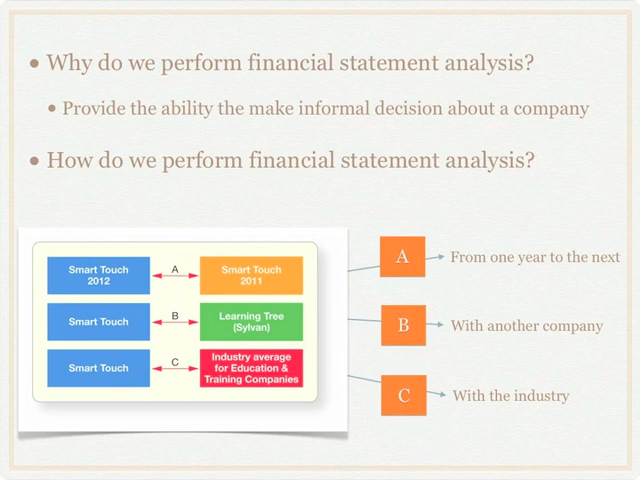 • Why do we perform financial statement analysis?
• Provide the ability the make informal decision about a company
• How do we perform financial statement analysis?
Smart Touch
2012
A
Smart Touch
2011
Smart Touch
B
Learning Tree
(Sylvan)
Smart Touch
C
Industry average
for Education &
Training Companies
A
From one year to the next
B
With another company
C
With the industry